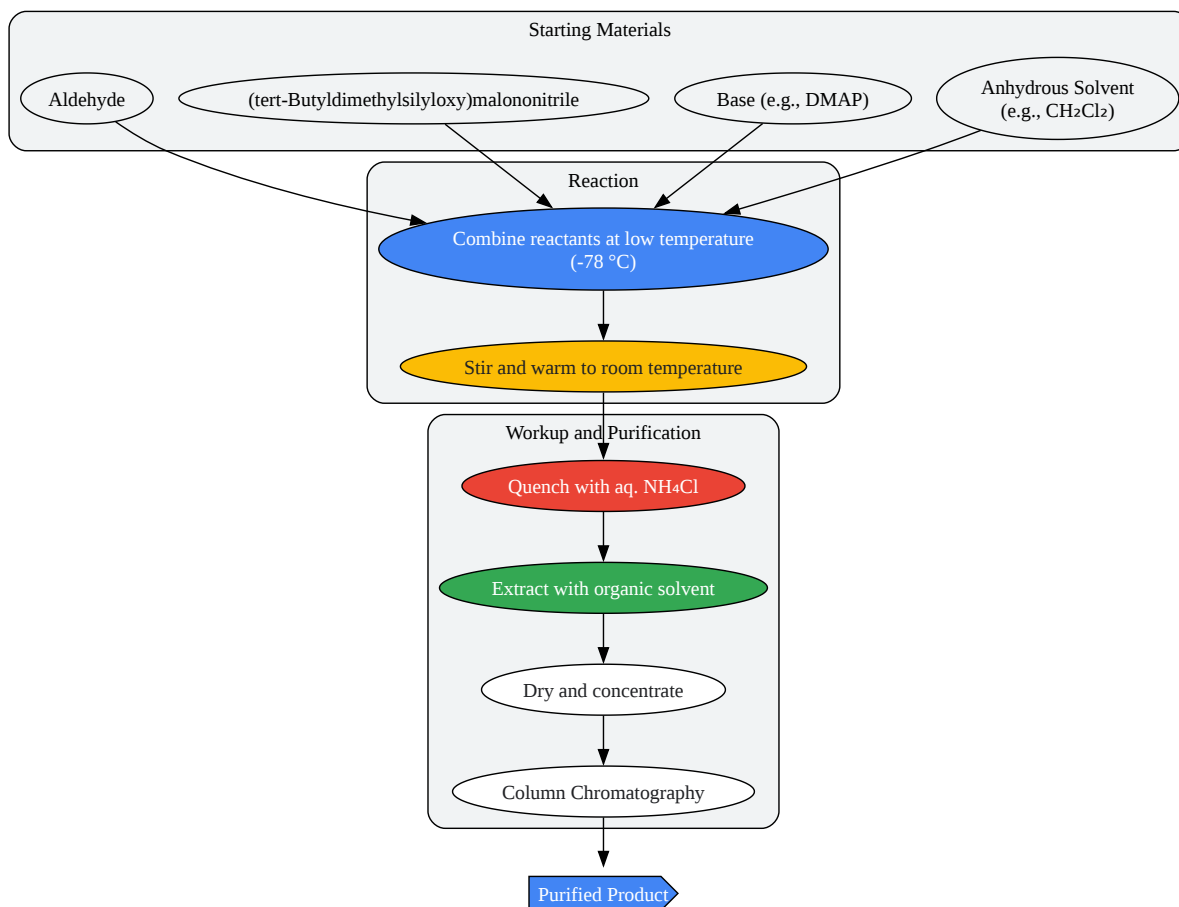 Starting Materials
Aldehyde
(tert-Butyldimethylsilyloxy)malononitrile
Base (e.g., DMAP)
Anhydrous Solvent
(e.g., CH₂Cl₂)
Reaction
Combine reactants at low temperature
(-78 °C)
Stir and warm to room temperature
Workup and Purification
Quench with aq. NH₄Cl
Extract with organic solvent
Dry and concentrate
Column Chromatography
Purified Product